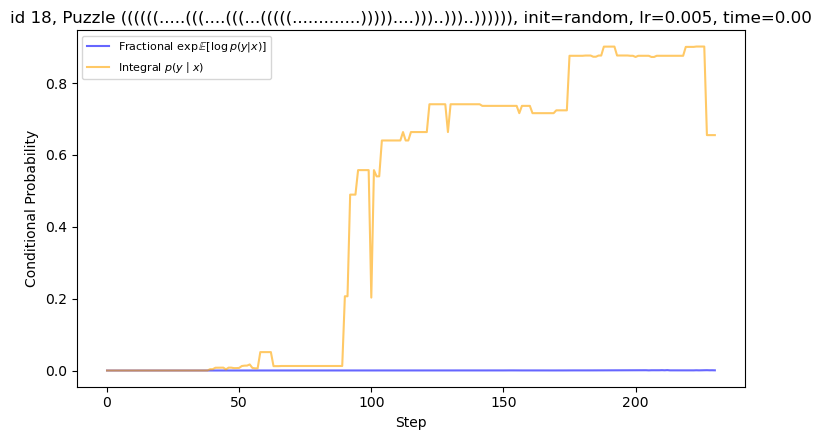 id 18, Puzzle ((((((.....(((....(((...(((((.............)))))....)))..)))..)))))), init=random, lr=0.005, time=0.00
Fractional exp𝔼[log p(y|x)]
Integral p(y | x)
Conditional Probability
0.8
0.6
0.4
0.2
0.0
0 50 100 150 200
Step